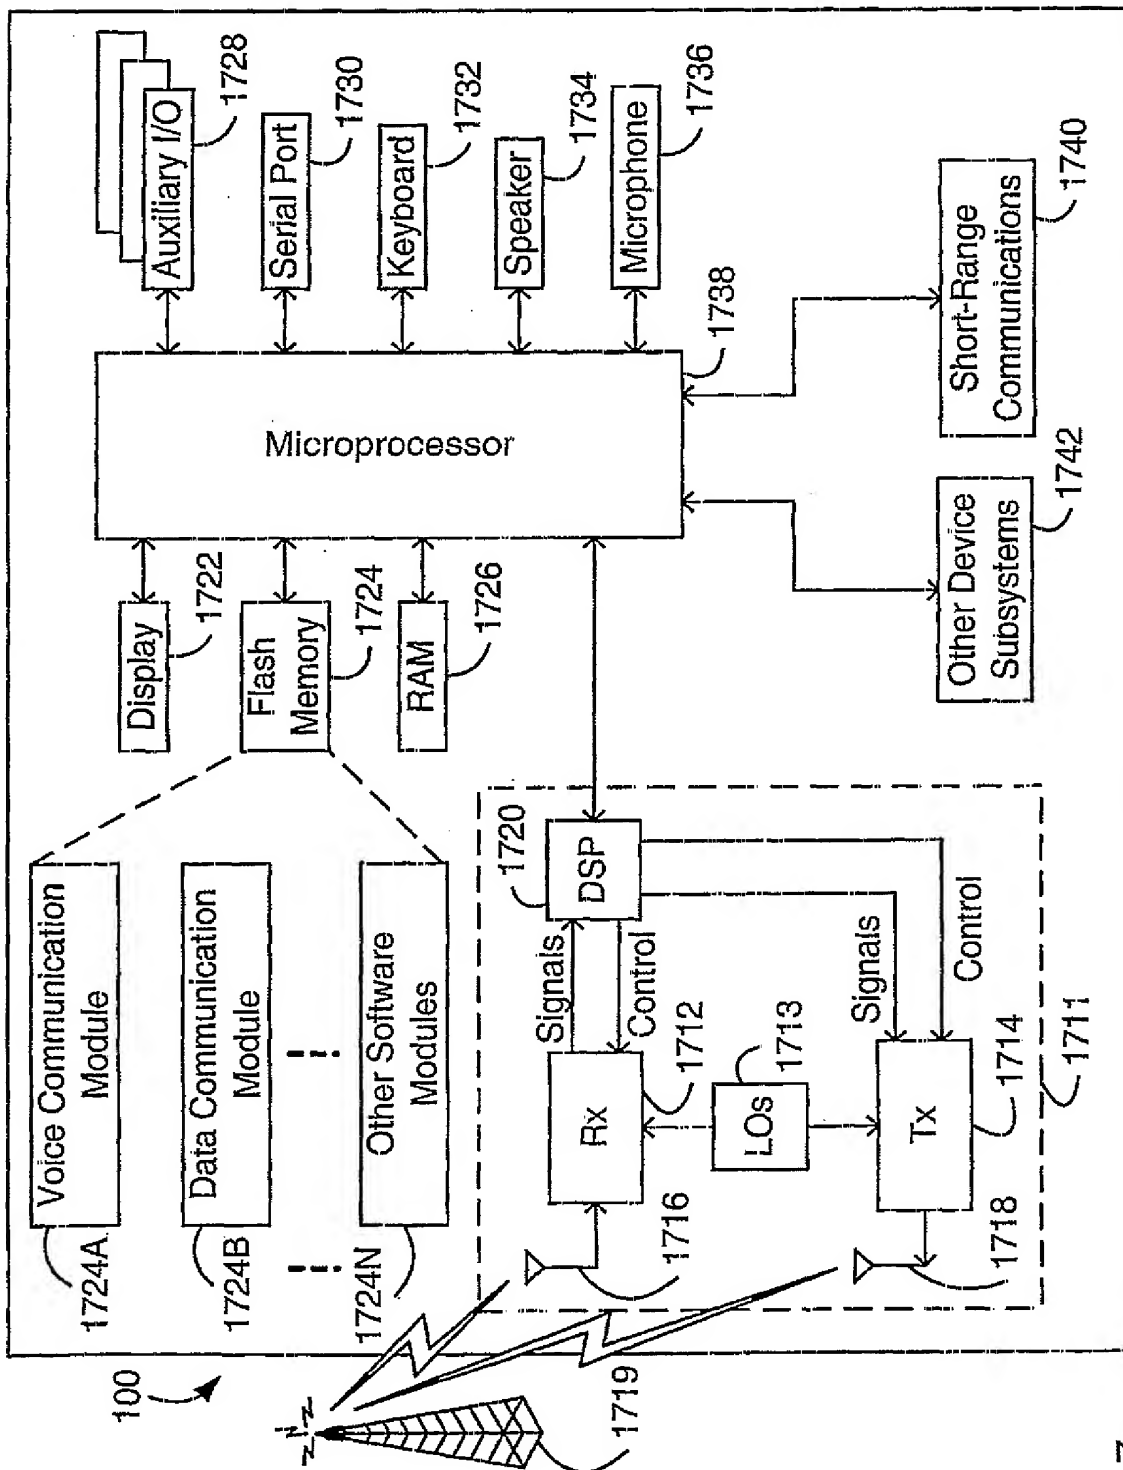 100
1719
1724A
Voice Communication
Module
1724B
Data Communication
Module
1724N
Other Software
Modules
Display
1722
Flash
Memory
1724
RAM
1726
Microprocessor
1738
Auxiliary I/O
1728
Serial Port
1730
Keyboard
1732
Speaker
1734
Microphone
1736
Short-Range
Communications
1740
Other Device
Subsystems
1742
1720
DSP
Signals
Control
Rx
1712
1716
LOs
1713
Signals
Control
Tx
1714
1718
1711